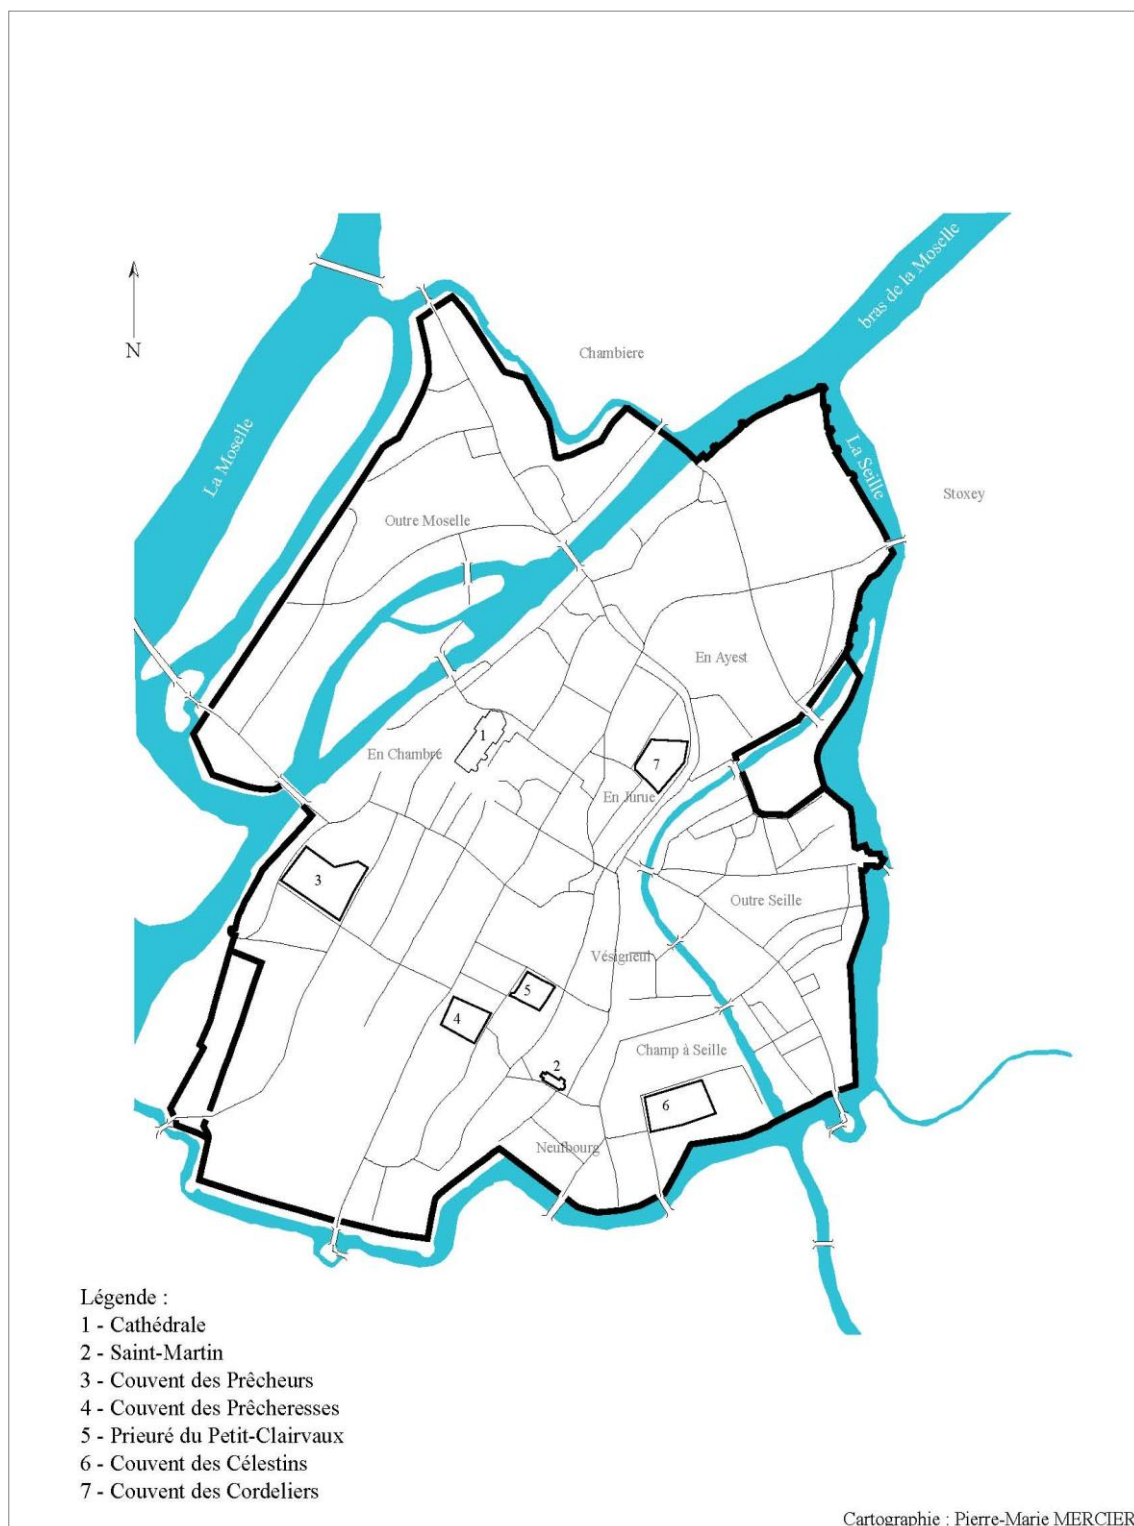 bras de la Moselle
N
Chambiere
La Moselle
La Seille
Stoxey
Outre Moselle
En Ayest
1
En Chambre
7
En Jurue
3
Outre Seille
Vésigneul
5
4
Champ à Seille
2
6
Neufbourg
Légende :
1 - Cathédrale
2 - Saint-Martin
3 - Couvent des Prêcheurs
4 - Couvent des Prêcheresses
5 - Prieuré du Petit-Clairvaux
6 - Couvent des Célestins
7 - Couvent des Cordeliers
Cartographie : Pierre-Marie MERCIER